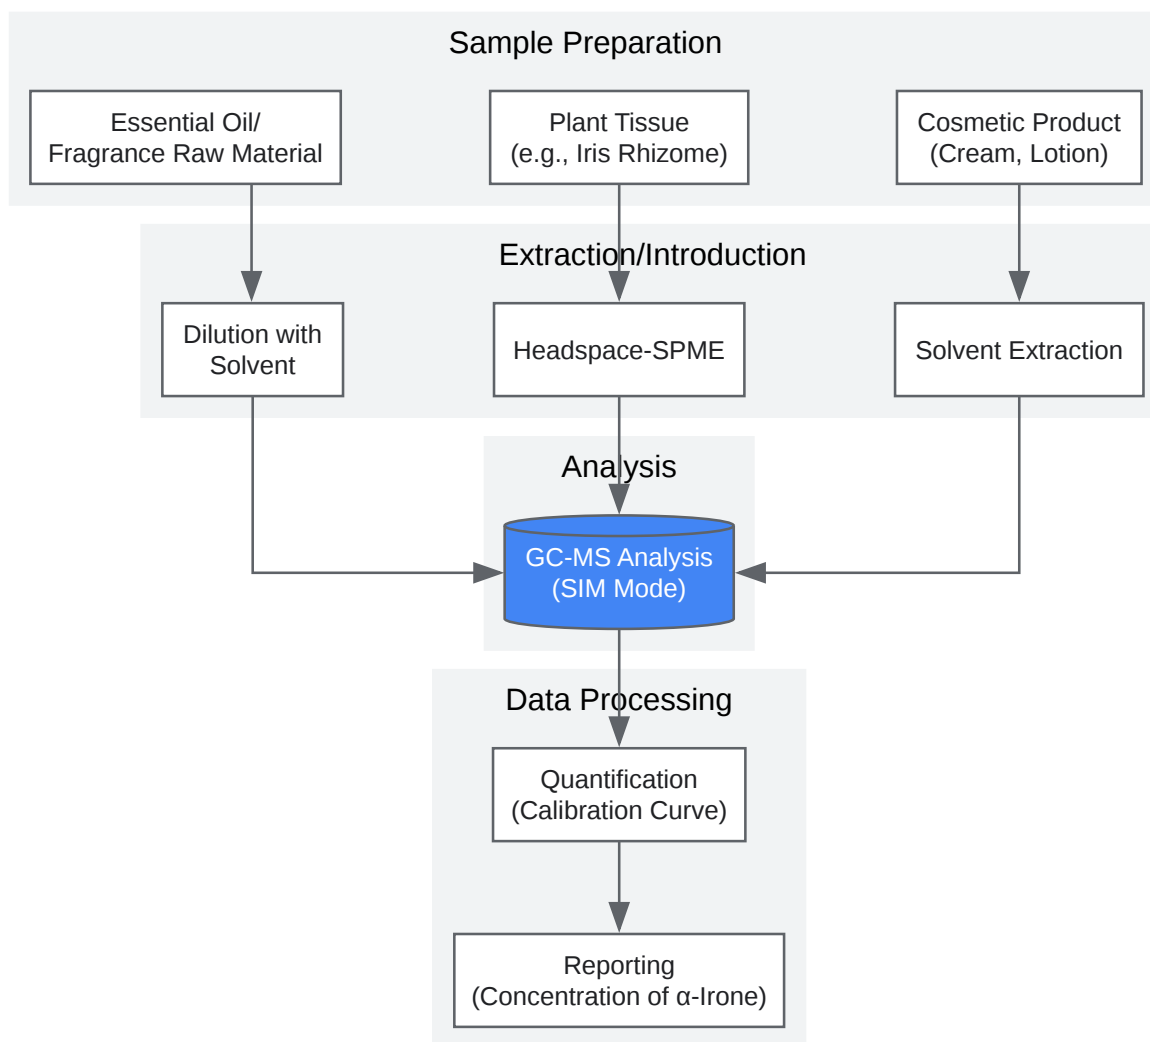 Sample Preparation
Essential Oil/
Fragrance Raw Material
Plant Tissue
(e.g., Iris Rhizome)
Cosmetic Product
(Cream, Lotion)
Extraction/Introduction
Dilution with
Solvent
Headspace-SPME
Solvent Extraction
Analysis
GC-MS Analysis
(SIM Mode)
Data Processing
Quantification
(Calibration Curve)
Reporting
(Concentration of α-Irone)